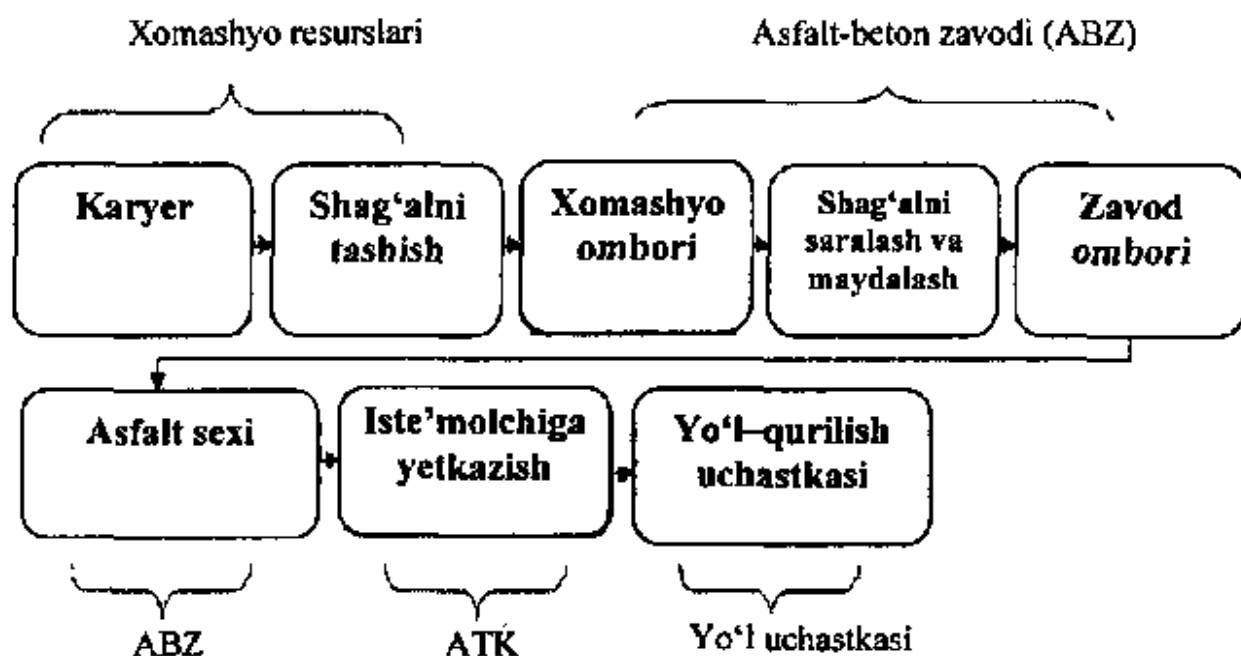 Xomashyo resurslari
Asfalt-beton zavodi (ABZ)
Karyer
Shag‘alni
tashish
Xomashyo
ombori
Shag‘alni
saralash va
maydalash
Zavod
ombori
Asfalt sexi
Iste’molchiga
yetkazish
Yo‘l–qurilish
uchastkasi
ABZ
ATK
Yo‘l uchastkasi